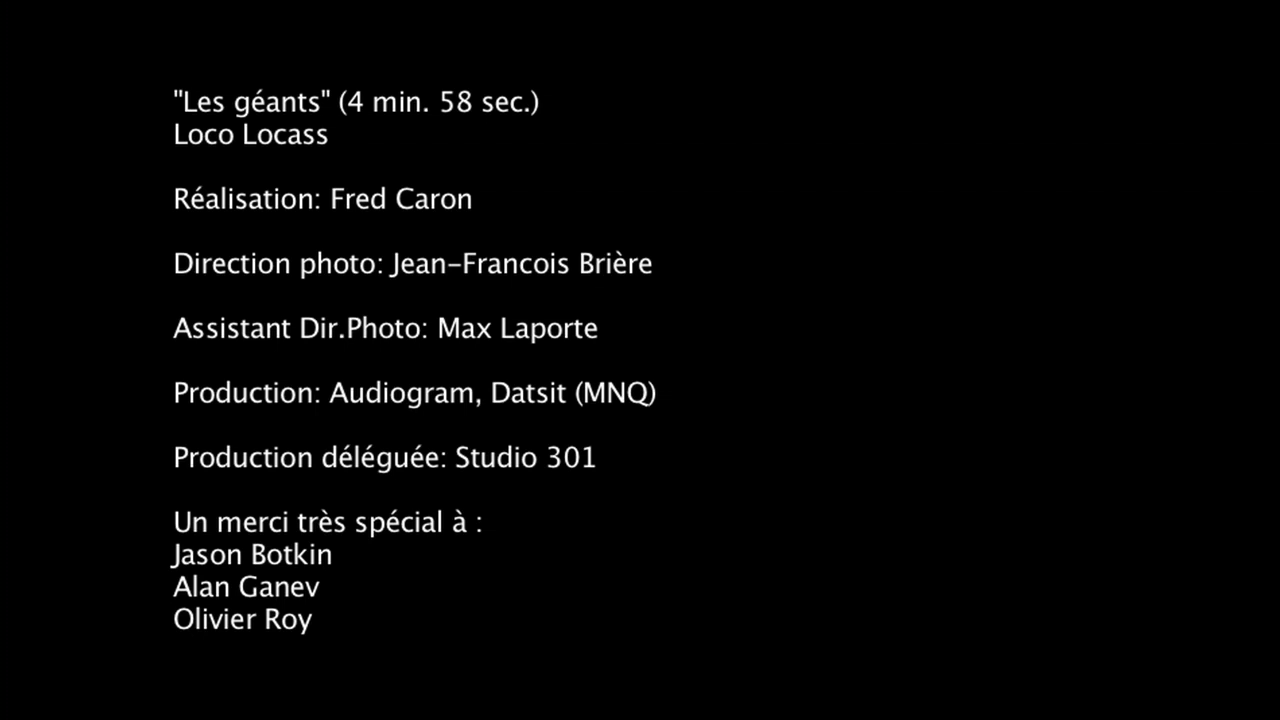 "Les géants" (4 min. 58 sec.)
Loco Locass
Réalisation: Fred Caron
Direction photo: Jean-Francois Brière
Assistant Dir.Photo: Max Laporte
Production: Audiogram, Datsit (MNQ)
Production déléguée: Studio 301
Un merci très spécial à :
Jason Botkin
Alan Ganev
Olivier Roy